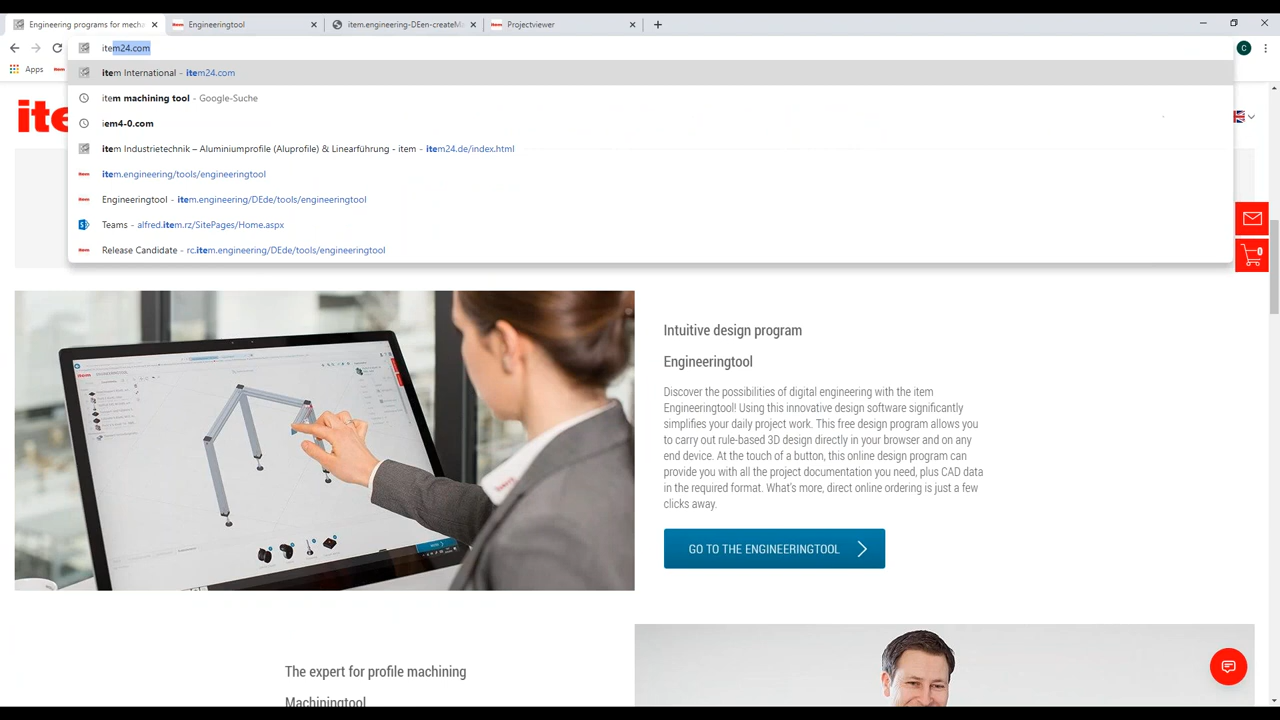 Engineering programs for mecha
Engineeringtool
item.engineering-DEen-createMa
Projectviewer
item24.com
C
Apps
item International - item24.com
item machining tool - Google-Suche
iem4-0.com
item Industrietechnik – Aluminiumprofile (Aluprofile) & Linearführung - item - item24.de/index.html
item.engineering/tools/engineeringtool
Engineeringtool - item.engineering/DEde/tools/engineeringtool
Teams - alfred.item.rz/SitePages/Home.aspx
Release Candidate - rc.item.engineering/DEde/tools/engineeringtool
ite
0
Intuitive design program
Engineeringtool
Discover the possibilities of digital engineering with the item
Engineeringtool! Using this innovative design software significantly
simplifies your daily project work. This free design program allows you
to carry out rule-based 3D design directly in your browser and on any
end device. At the touch of a button, this online design program can
provide you with all the project documentation you need, plus CAD data
in the required format. What's more, direct online ordering is just a few
clicks away.
GO TO THE ENGINEERINGTOOL
The expert for profile machining
Machiningtool